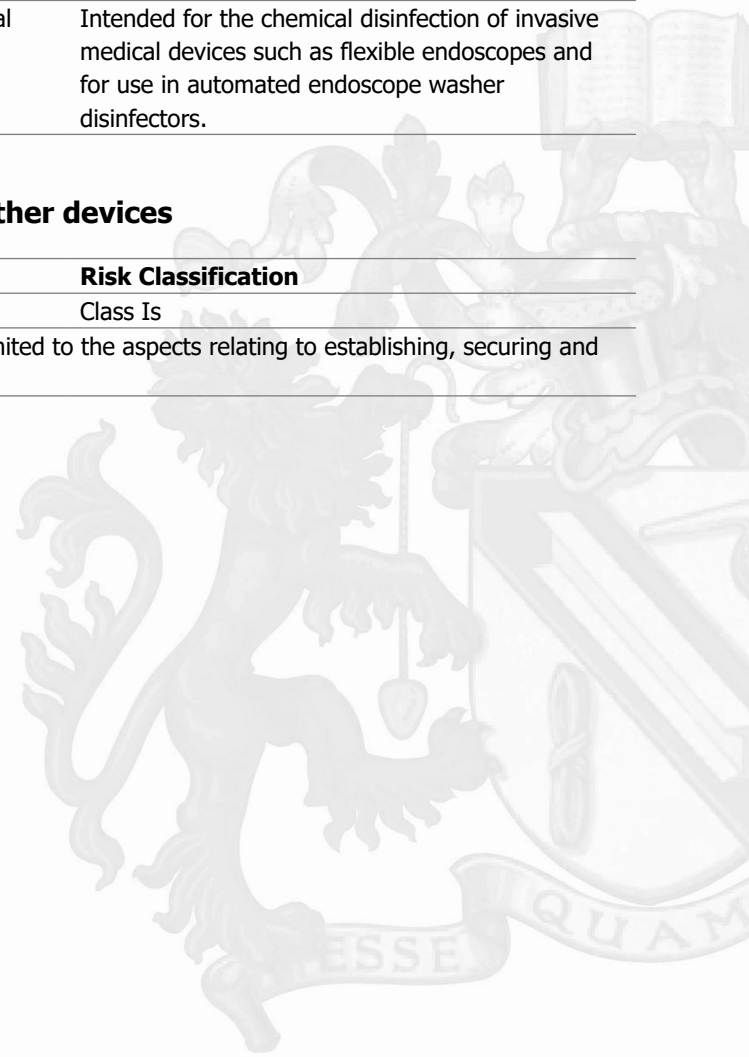 al Intended for the chemical disinfection of invasive
medical devices such as flexible endoscopes and
for use in automated endoscope washer
disinfectors.
ther devices
Risk Classification
Class Is
nited to the aspects relating to establishing, securing and
ESSE QUAM